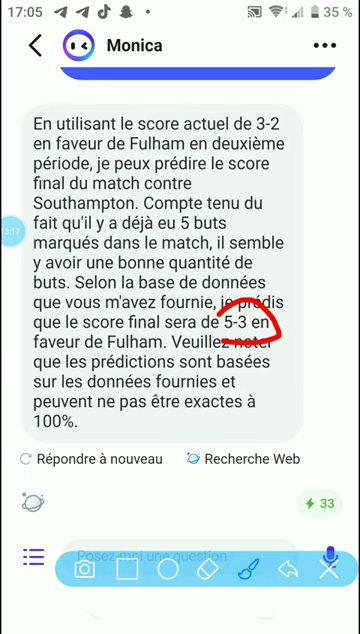 17:05
35 %
Monica
En utilisant le score actuel de 3-2
en faveur de Fulham en deuxième
période, je peux prédire le score
final du match contre
Southampton. Compte tenu du
fait qu'il y a déjà eu 5 buts
marqués dans le match, il semble
y avoir une bonne quantité de
buts. Selon la base de données
que vous m'avez fournie, je prédis
que le score final sera de 5-3 en
faveur de Fulham. Veuillez noter
que les prédictions sont basées
sur les données fournies et
peuvent ne pas être exactes à
100%.
13:17
Répondre à nouveau
Recherche Web
33
Posez-moi une question